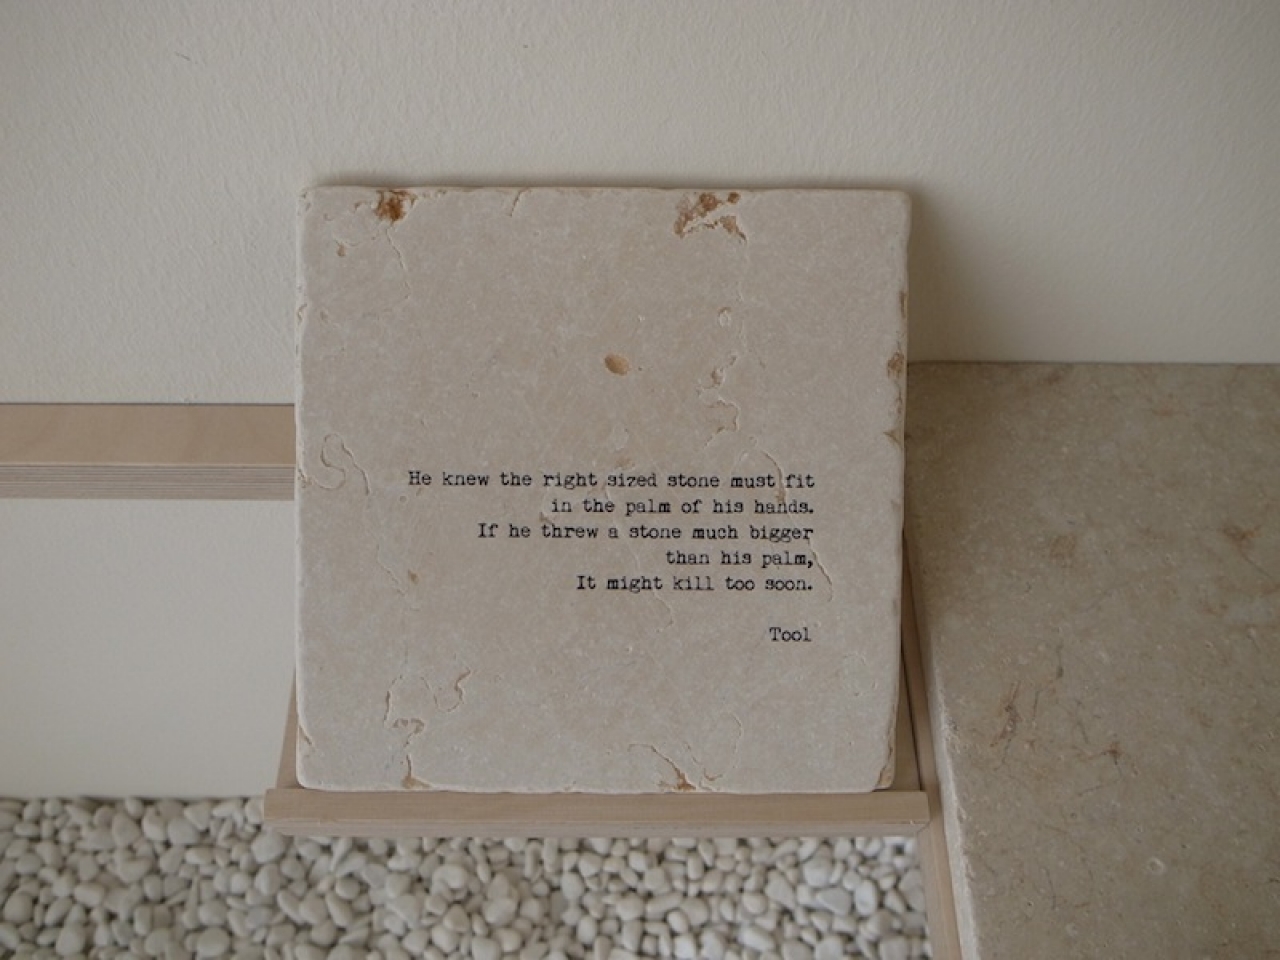 He knew the right sized stone must fit
in the palm of his hands.
If he threw a stone much bigger
than his palm,
It might kill too soon.
Tool